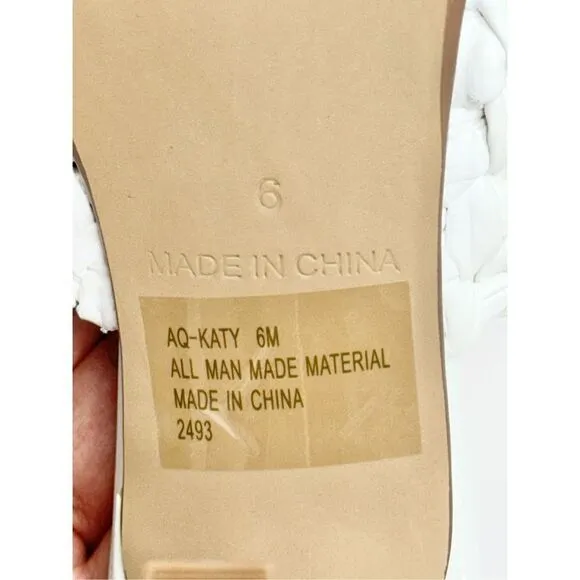 6
MADE IN CHINA
AQ-KATY 6M
ALL MAN MADE MATERIAL
MADE IN CHINA
2493